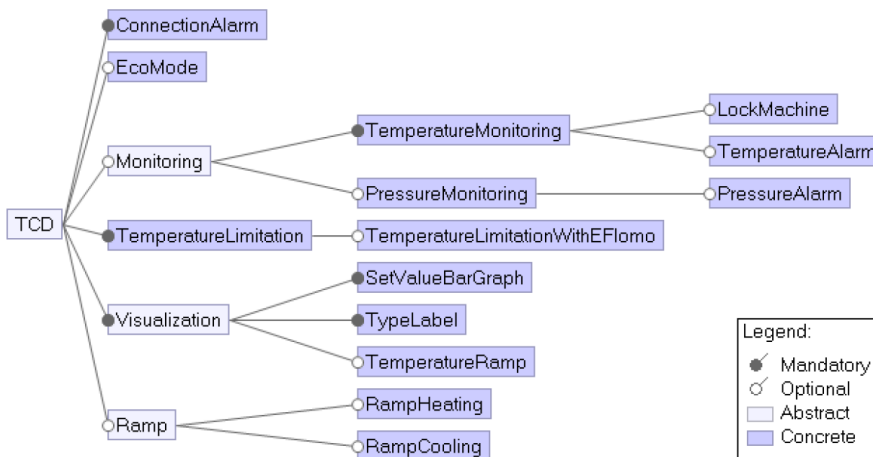 ConnectionAlarm
EcoMode
LockMachine
TemperatureMonitoring
TemperatureAlarm
Monitoring
PressureMonitoring
PressureAlarm
TCD
TemperatureLimitation
TemperatureLimitationWithEFlomo
SetValueBarGraph
Visualization
TypeLabel
TemperatureRamp
RampHeating
Ramp
RampCooling
Legend:
Mandatory
Optional
Abstract
Concrete